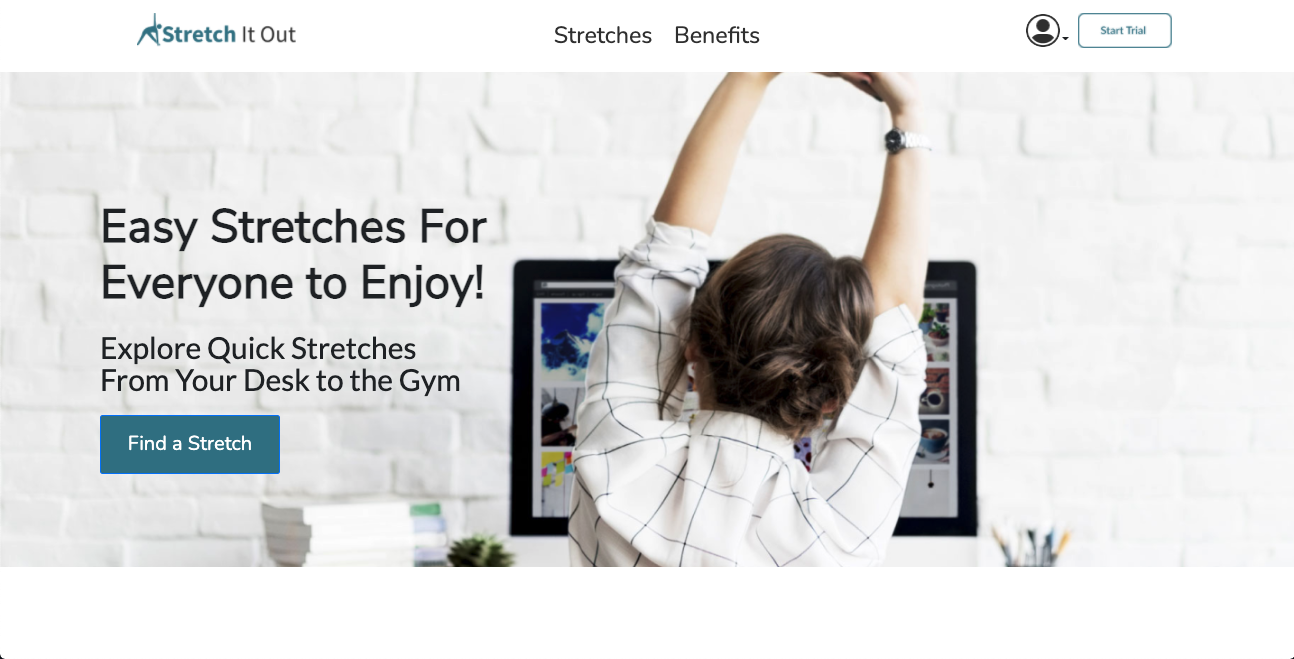 Stretch It Out
Stretches Benefits
Start Trial
Easy Stretches For
Everyone to Enjoy!
Explore Quick Stretches
From Your Desk to the Gym
Find a Stretch